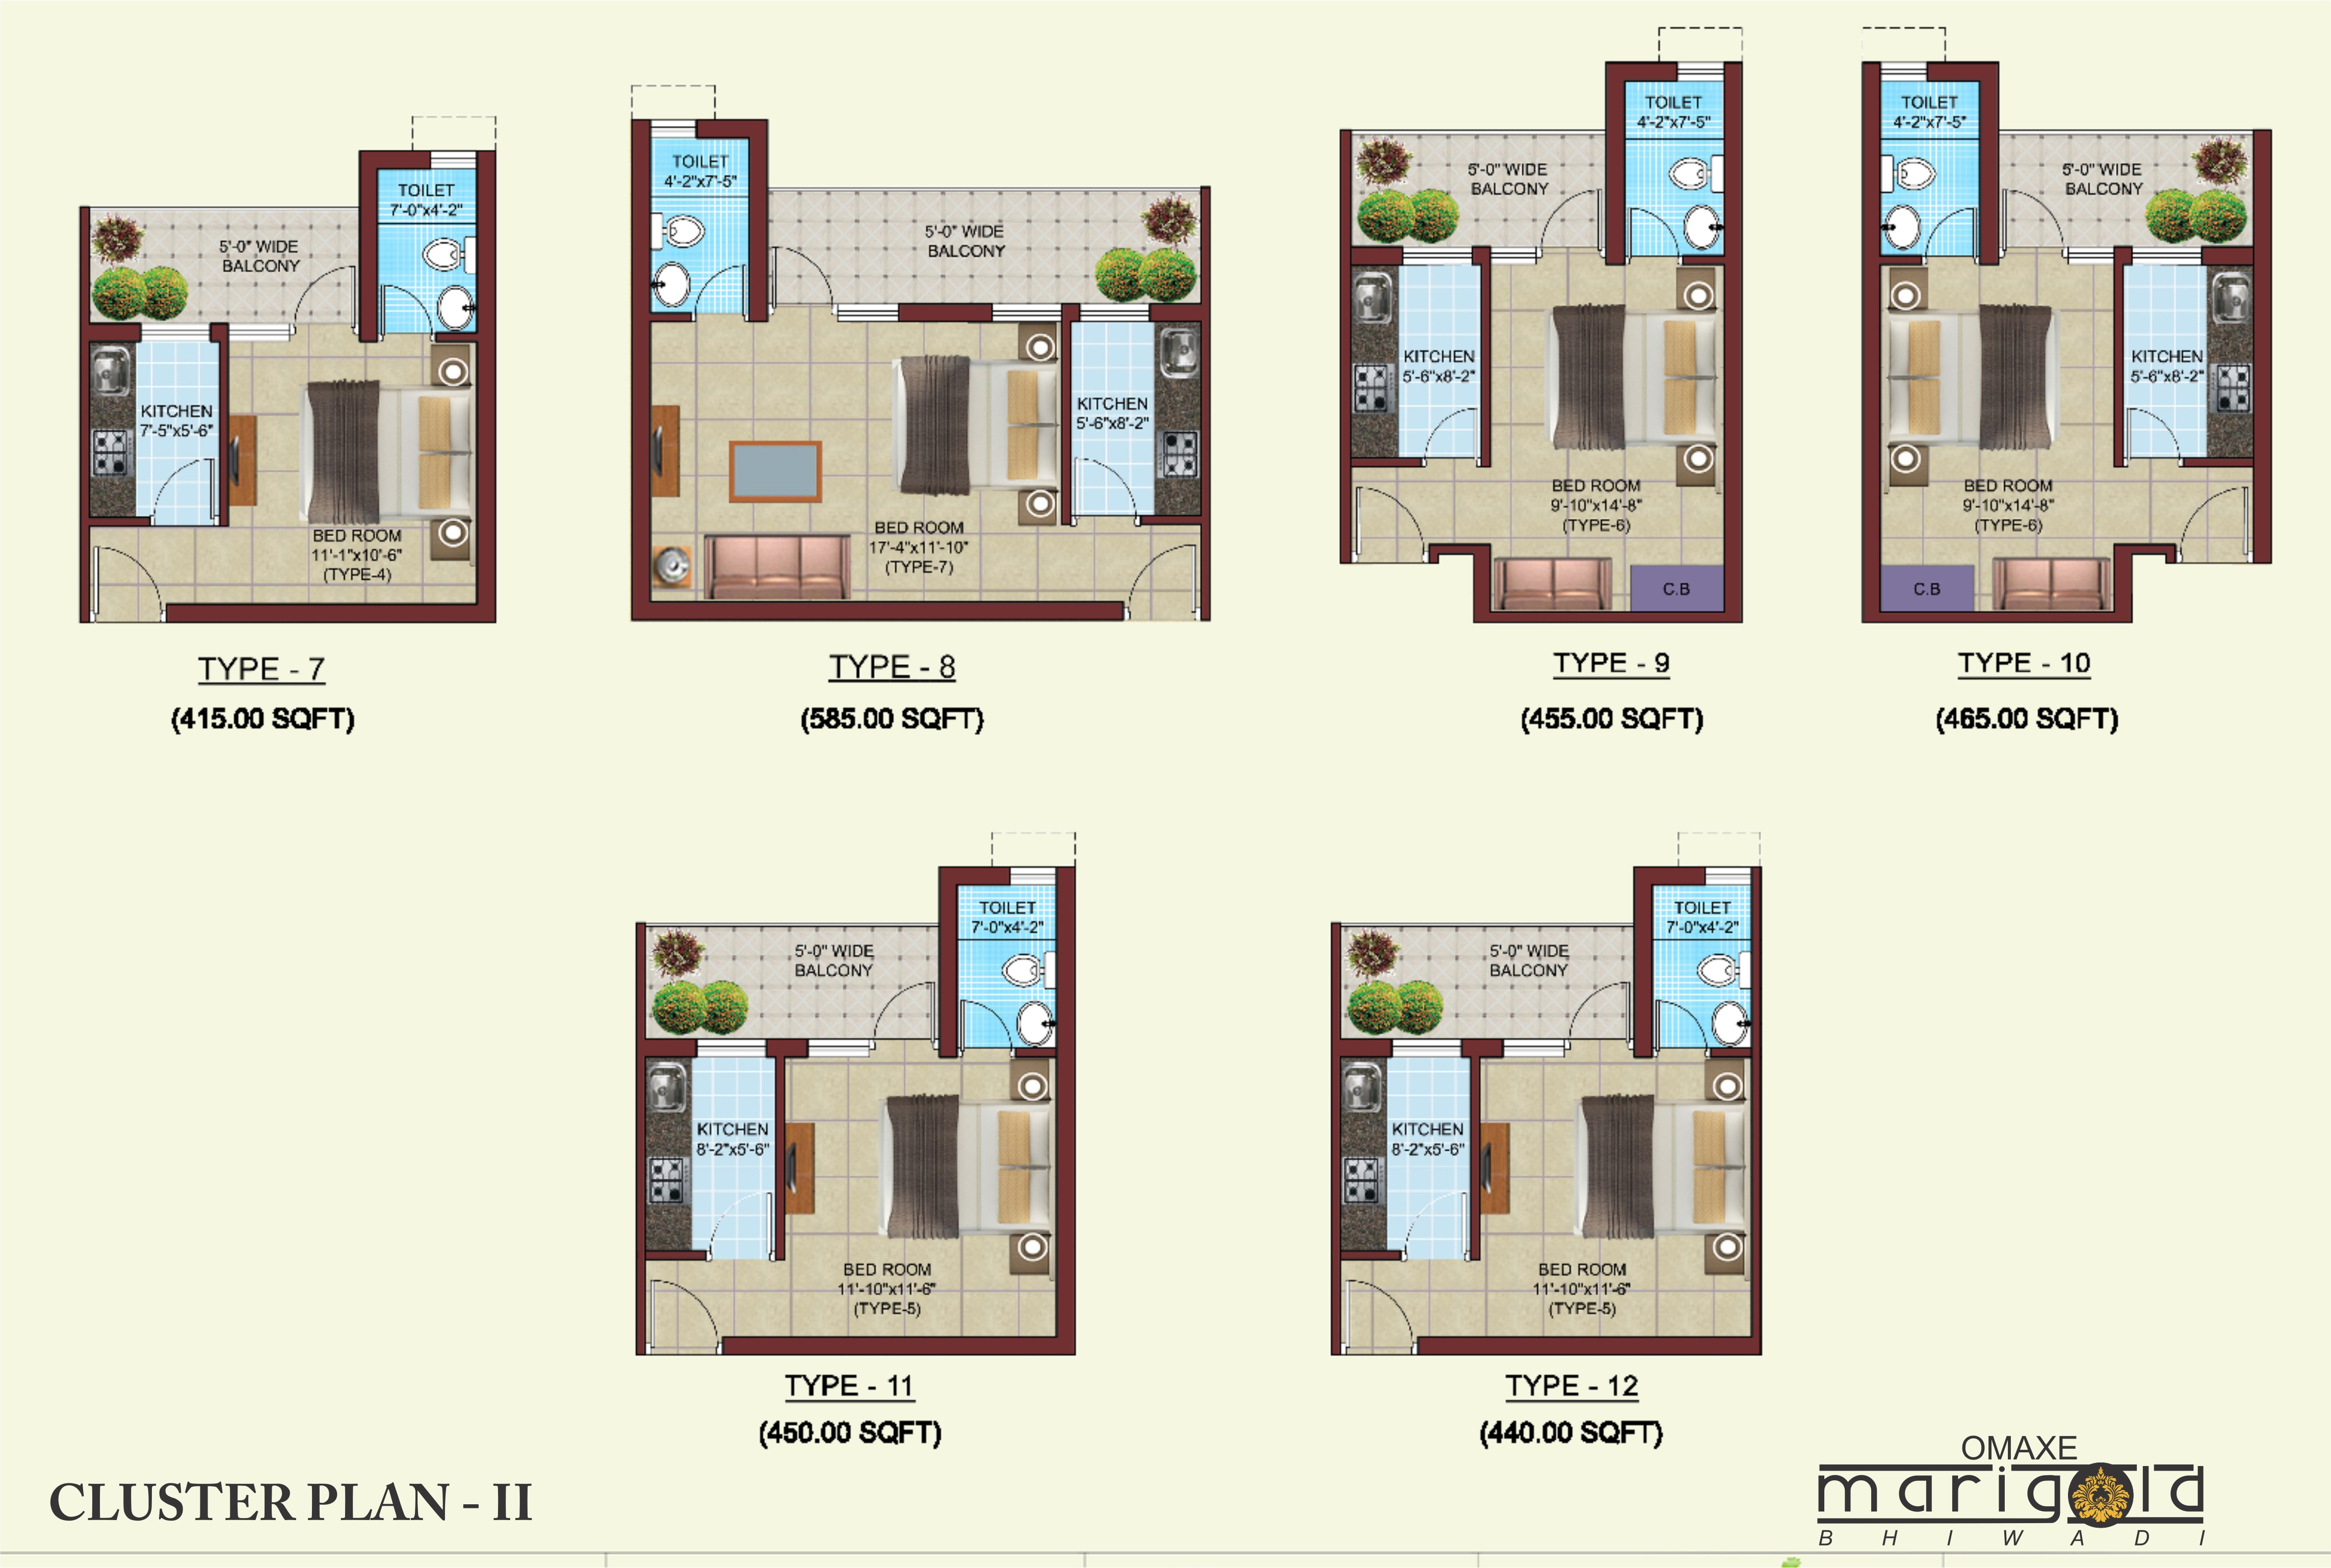 TOILET
7'-0"x4'-2"
5'-0" WIDE
BALCONY
KITCHEN
7'-5"x5'-6"
BED ROOM
11'-1"x10'-6"
(TYPE-4)
TYPE - 7
(415.00 SQFT)
TOILET
4'-2"x7'-5"
5'-0" WIDE
BALCONY
KITCHEN
5'-6"x8'-2"
BED ROOM
17'-4"x11'-10"
(TYPE-7)
TYPE - 8
(585.00 SQFT)
TOILET
4'-2"x7'-5"
5'-0" WIDE
BALCONY
KITCHEN
5'-6"x8'-2"
BED ROOM
9'-10"x14'-8"
(TYPE-6)
C.B
TYPE - 9
(455.00 SQFT)
TOILET
4'-2"x7'-5"
5'-0" WIDE
BALCONY
KITCHEN
5'-6"x8'-2"
BED ROOM
9'-10"x14'-8"
(TYPE-6)
C.B
TYPE - 10
(465.00 SQFT)
TOILET
7'-0"x4'-2"
5'-0" WIDE
BALCONY
KITCHEN
8'-2"x5'-6"
BED ROOM
11'-10"x11'-6"
(TYPE-5)
TYPE - 11
(450.00 SQFT)
TOILET
7'-0"x4'-2"
5'-0" WIDE
BALCONY
KITCHEN
8'-2"x5'-6"
BED ROOM
11'-10"x11'-6"
(TYPE-5)
TYPE - 12
(440.00 SQFT)
CLUSTER PLAN - II
OMAXE
marigold
BHIWADI